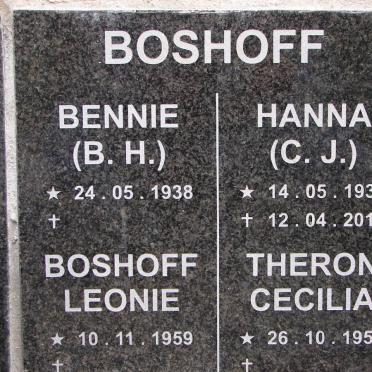 BOSHOFF
BENNIE
(B. H.)
★ 24 . 05 . 1938
✝
HANNA
(C. J.)
★ 14 . 05 . 193
✝ 12 . 04 . 201
BOSHOFF
LEONIE
★ 10 . 11 . 1959
✝
THERON
CECILIA
★ 26 . 10 . 195
✝